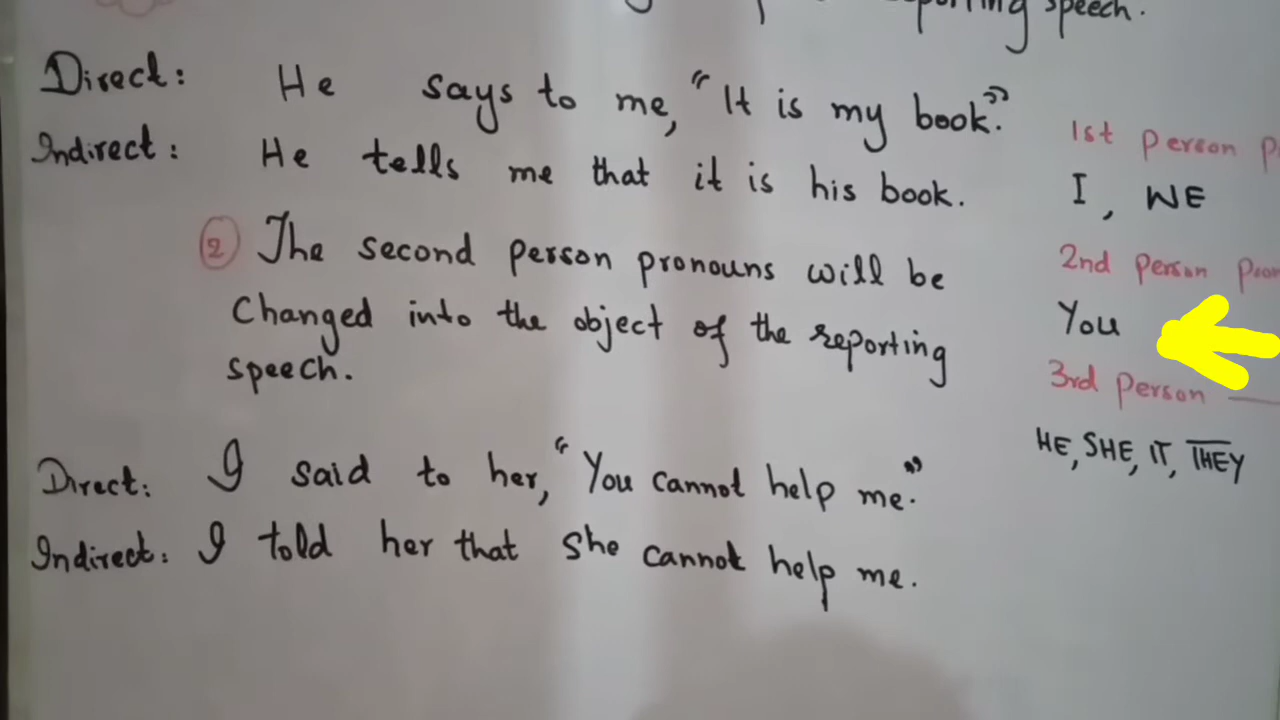 reporting speech.
Direct: He says to me, "It is my book."
Indirect: He tells me that it is his book.
② The second person pronouns will be
Changed into the object of the reporting
speech.
Direct: I said to her, "You cannot help me."
Indirect: I told her that she cannot help me.
1st person
I, WE
2nd person
You
3rd person
HE, SHE, IT, THEY